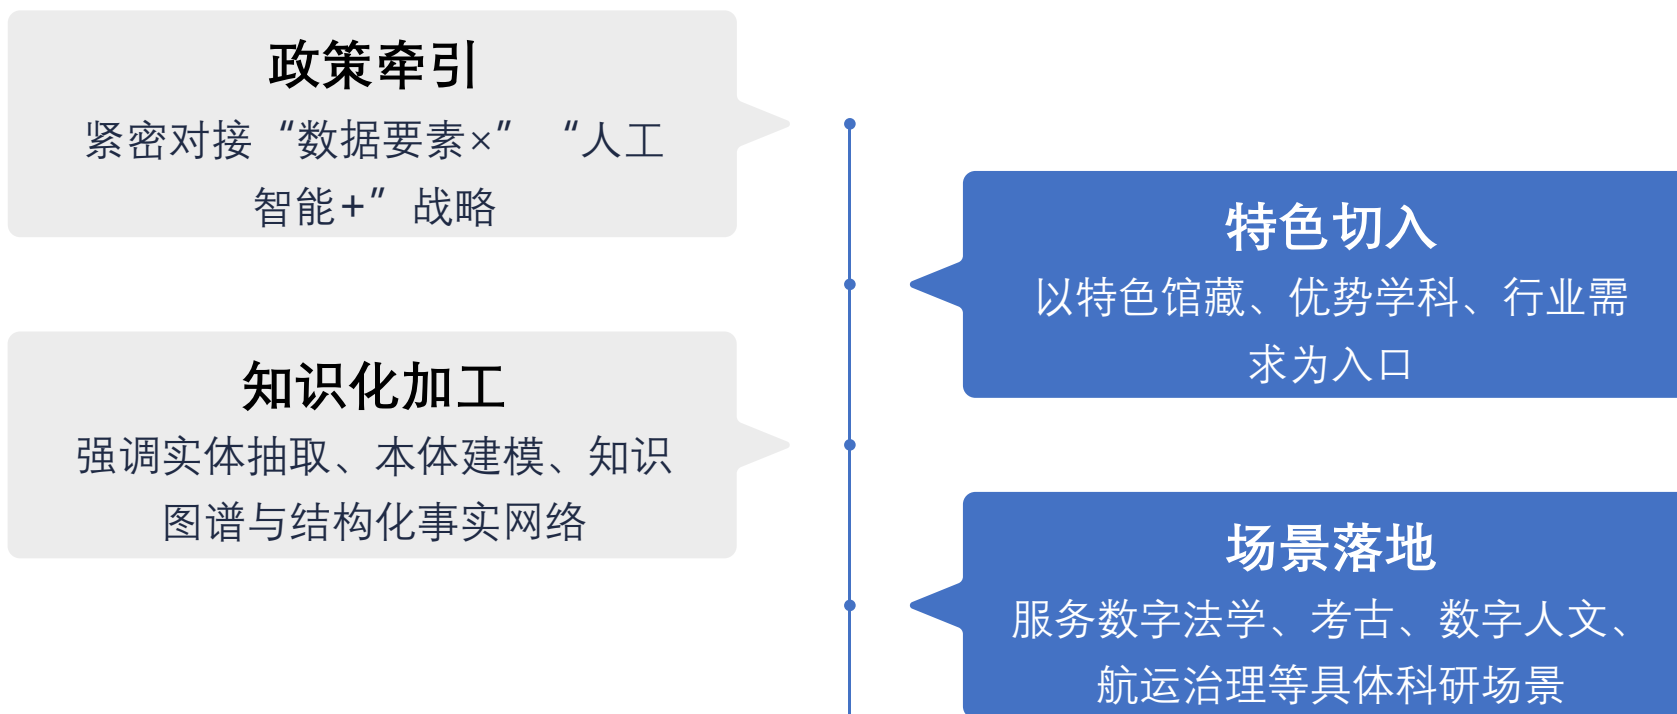 政策牵引
紧密对接“数据要素×” “人工
智能+”战略
特色切入
以特色馆藏、优势学科、行业需
求为入口
知识化加工
强调实体抽取、本体建模、知识
图谱与结构化事实网络
场景落地
服务数字法学、考古、数字人文、
航运治理等具体科研场景